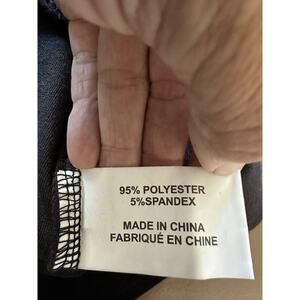 95% POLYESTER
5%SPANDEX
MADE IN CHINA
FABRIQUÉ EN CHINE